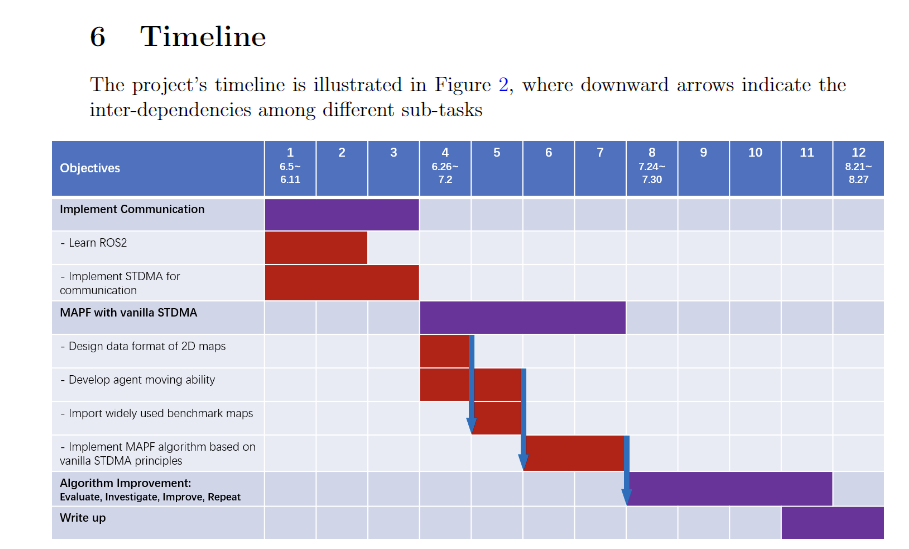 6 Timeline
The project's timeline is illustrated in Figure 2, where downward arrows indicate the
inter-dependencies among different sub-tasks
Objectives
1 2 3 4 5 6 7 8 9 10 11 12
6.5~ 6.26~ 7.24~ 8.21~
6.11 7.2 7.30 8.27
Implement Communication
- Learn ROS2
- Implement STDMA for
communication
MAPF with vanilla STDMA
- Design data format of 2D maps
- Develop agent moving ability
- Import widely used benchmark maps
- Implement MAPF algorithm based on
vanilla STDMA principles
Algorithm Improvement:
Evaluate, Investigate, Improve, Repeat
Write up